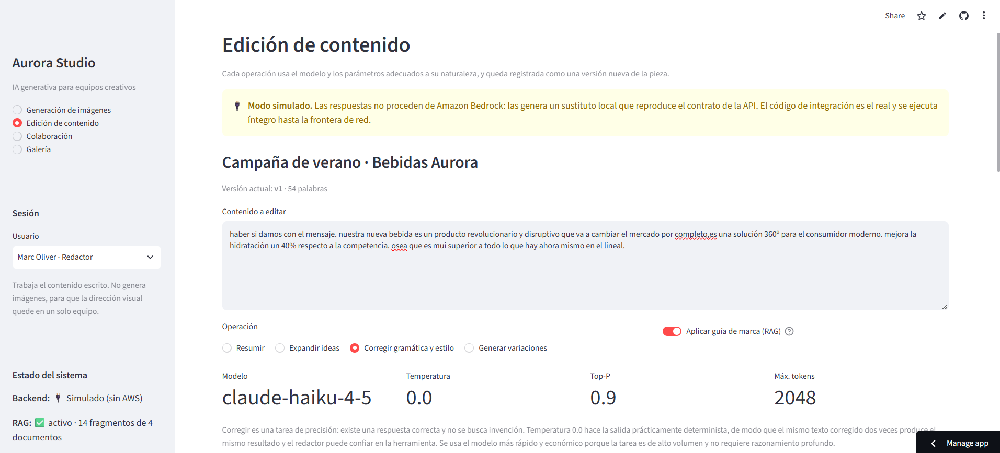 Share
Aurora Studio
IA generativa para equipos creativos
Generación de imágenes
Edición de contenido
Colaboración
Galería
Sesión
Usuario
Marc Oliver · Redactor
Trabaja el contenido escrito. No genera
imágenes, para que la dirección visual
quede en un solo equipo.
Estado del sistema
Backend: Simulado (sin AWS)
RAG: ✅ activo · 14 fragmentos de 4
documentos
Edición de contenido
Cada operación usa el modelo y los parámetros adecuados a su naturaleza, y queda registrada como una versión nueva de la pieza.
Modo simulado. Las respuestas no proceden de Amazon Bedrock: las genera un sustituto local que reproduce el contrato de la API. El código de integración es el real y se ejecuta
íntegro hasta la frontera de red.
Campaña de verano · Bebidas Aurora
Versión actual: v1 · 54 palabras
Contenido a editar
haber si damos con el mensaje. nuestra nueva bebida es un producto revolucionario y disruptivo que va a cambiar el mercado por completo,es una solución 360º para el consumidor moderno. mejora la
hidratación un 40% respecto a la competencia. osea que es mui superior a todo lo que hay ahora mismo en el lineal.
Operación
Aplicar guía de marca (RAG)
Resumir
Expandir ideas
Corregir gramática y estilo
Generar variaciones
Modelo
claude-haiku-4-5
Temperatura
0.0
Top-P
0.9
Máx. tokens
2048
Corregir es una tarea de precisión: existe una respuesta correcta y no se busca invención. Temperatura 0.0 hace la salida prácticamente determinista, de modo que el mismo texto corregido dos veces produce el
mismo resultado y el redactor puede confiar en la herramienta. Se usa el modelo más rápido y económico porque la tarea es de alto volumen y no requiere razonamiento profundo.
Manage app